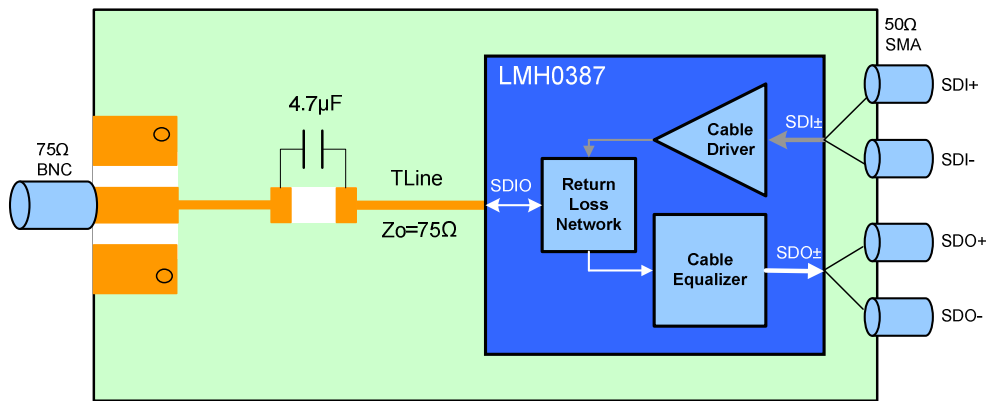 75Ω
BNC
4.7µF
TLine
Zo=75Ω
LMH0387
SDIO
Return
Loss
Network
Cable
Driver
SDI±
Cable
Equalizer
SDO±
50Ω
SMA
SDI+
SDI-
SDO+
SDO-